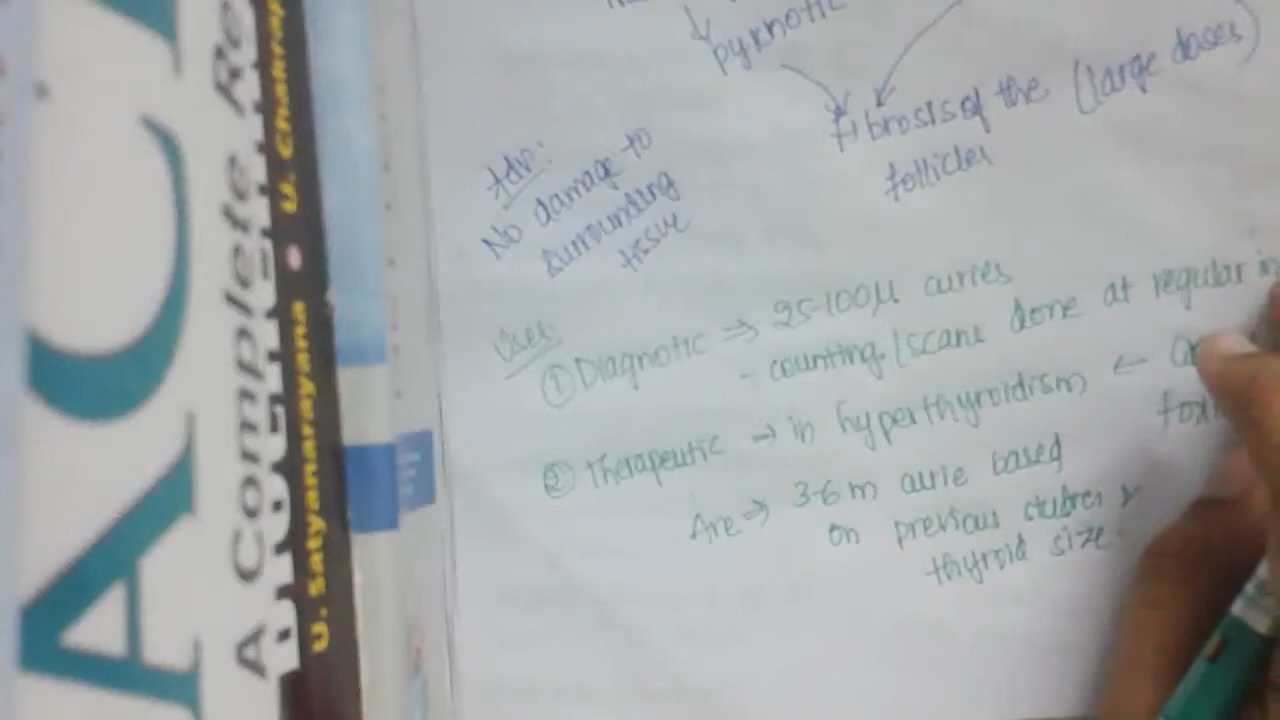 pyknotic
fibrosis of the (large doses)
follicles
Adv:
No damage to
surrounding
tissue
Uses:
① Diagnotic ⇒ 25-100μ curies
- counting/scans done at regular in
② Therapeutic → in hyperthyroidism ←
Ave ⇒ 3-6 m curie based
on previous
thyroid size
A Complete Re
U. Satyanarayana • U. Chakrap